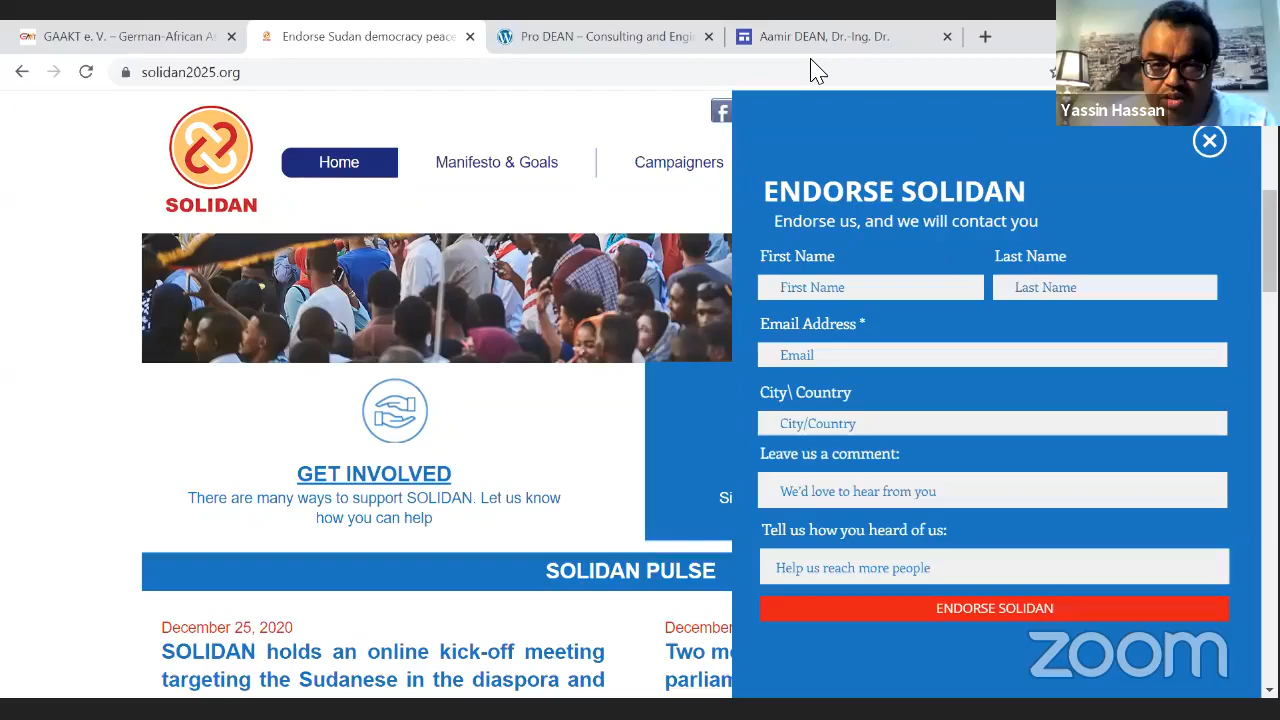 GAAKT e. V. – German-African As
Endorse Sudan democracy peace
Pro DEAN – Consulting and Engi
Aamir DEAN, Dr.-Ing. Dr.
solidan2025.org
Yassin Hassan
SOLIDAN
Home
Manifesto & Goals
Campaigners
ENDORSE SOLIDAN
Endorse us, and we will contact you
First Name
Last Name
First Name
Last Name
Email Address *
Email
City\ Country
City/Country
Leave us a comment:
We'd love to hear from you
Tell us how you heard of us:
Help us reach more people
ENDORSE SOLIDAN
GET INVOLVED
There are many ways to support SOLIDAN. Let us know
how you can help
Si
SOLIDAN PULSE
December 25, 2020
SOLIDAN holds an online kick-off meeting
targeting the Sudanese in the diaspora and
Decembe
Two m
parlian
zoom